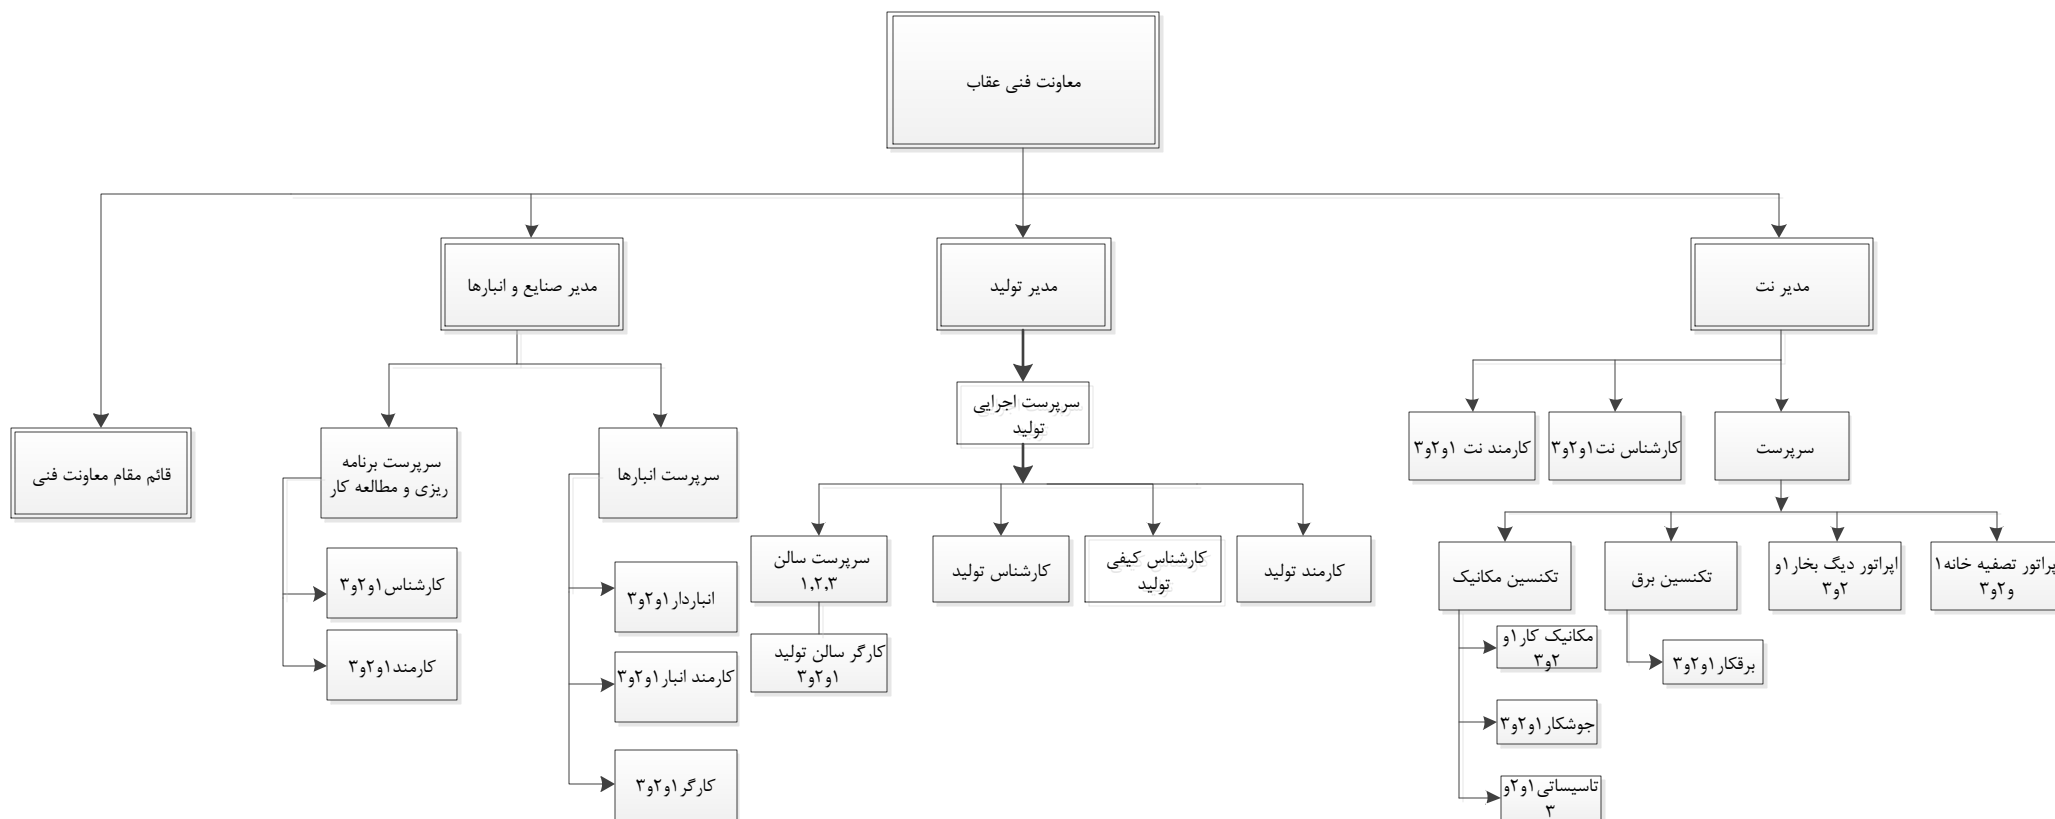 معاونت فنی عقاب
مدیر نت
مدیر تولید
مدیر صنایع و انبارها
قائم مقام معاونت فنی
سرپرست
کارشناس نت۱و۲و۳
کارمند نت ۱و۲و۳
اپراتور تصفیه خانه۱
و۲و۳
اپراتور دیگ بخار۱و
۲و۳
تکنسین برق
تکنسین مکانیک
برقکار۱و۲و۳
مکانیک کار۱و
۲و۳
جوشکار۱و۲و۳
تاسیساتی۱و۲و
۳
سرپرست اجرایی
تولید
کارمند تولید
کارشناس کیفی
تولید
کارشناس تولید
سرپرست سالن
۱,۲,۳
کارگر سالن تولید
۱و۲و۳
سرپرست انبارها
انباردار۱و۲و۳
کارمند انبار۱و۲و۳
کارگر۱و۲و۳
سرپرست برنامه
ریزی و مطالعه کار
کارشناس۱و۲و۳
کارمند۱و۲و۳